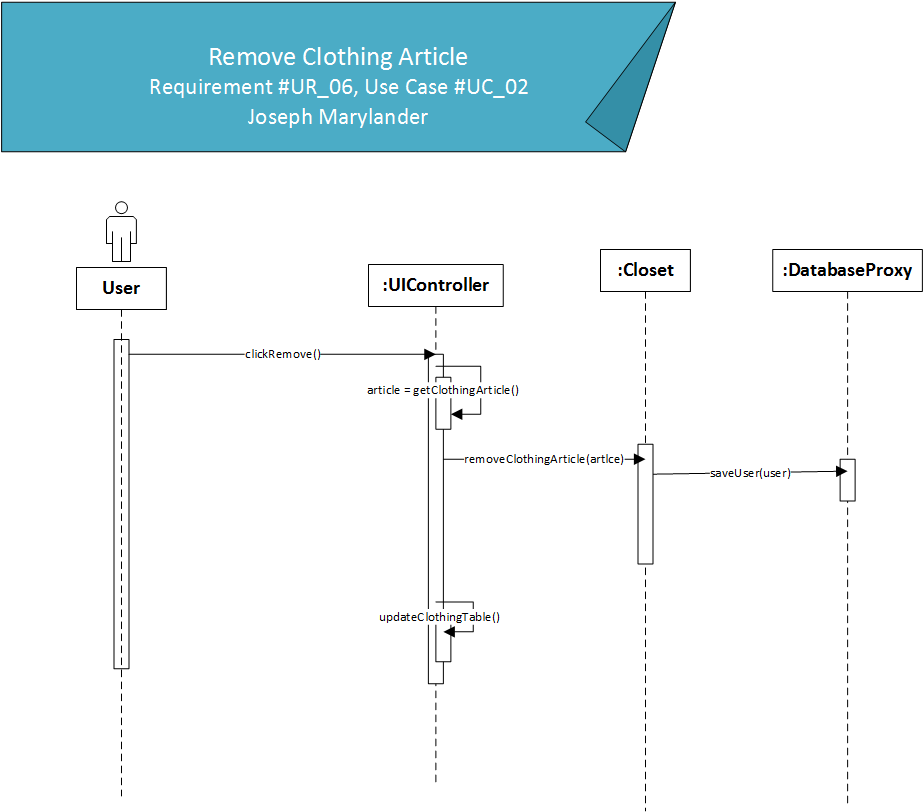 Remove Clothing Article
Requirement #UR_06, Use Case #UC_02
Joseph Marylander
User
:UIController
:Closet
:DatabaseProxy
clickRemove()
article = getClothingArticle()
removeClothingArticle(artlce)
saveUser(user)
updateClothingTable()